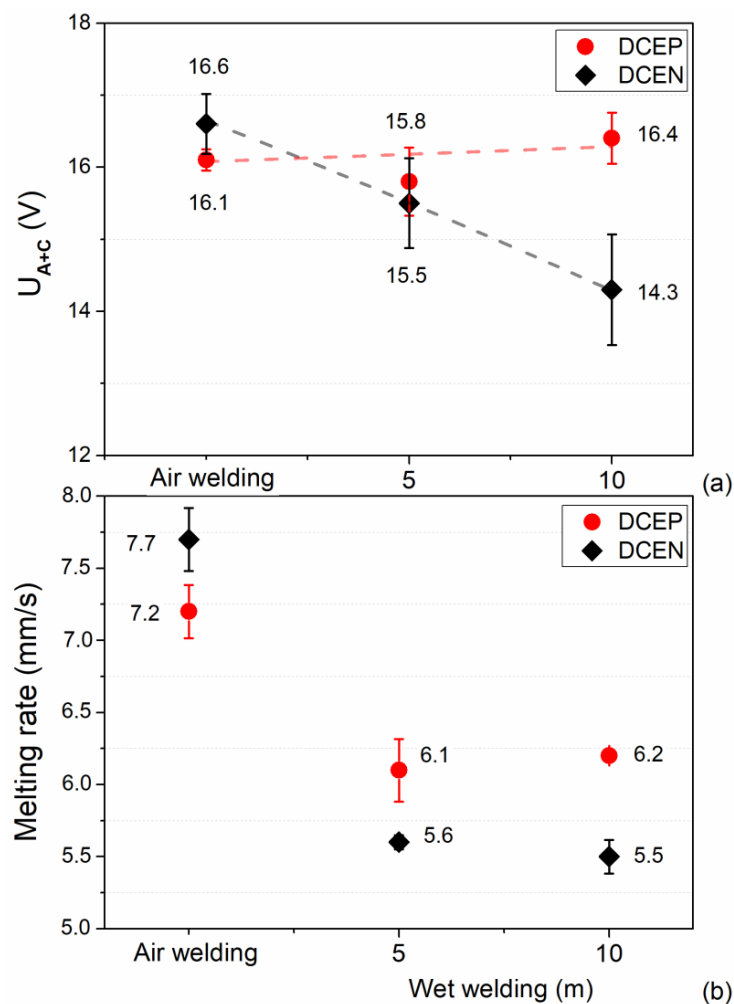 18
DCEP
DCEN
16.6
15.8
16.4
16
16.1
15.5
14.3
14
12
U_A+C (V)
Air welding
5
10
(a)
8.0
DCEP
DCEN
7.7
7.5
7.2
7.0
6.5
6.1
6.2
6.0
5.6
5.5
5.5
5.0
Melting rate (mm/s)
Air welding
5
10
Wet welding (m)
(b)